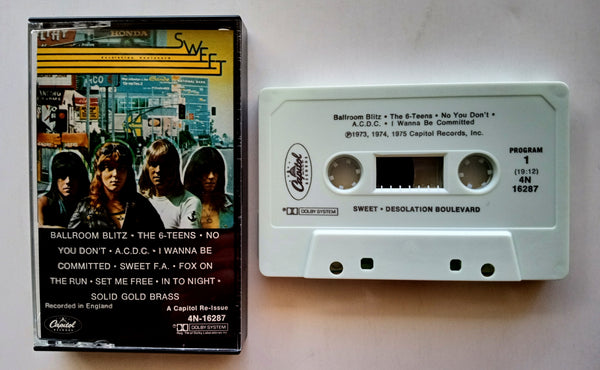 HONDA
SWEET
DESOLATION BOULEVARD
BALLROOM BLITZ • THE 6-TEENS • NO
YOU DON'T • A.C.D.C. • I WANNA BE
COMMITTED • SWEET F.A. • FOX ON
THE RUN • SET ME FREE • IN TO NIGHT •
SOLID GOLD BRASS
Recorded in England
A Capitol Re-Issue
4N-16287
Capitol
RECORDS
DOLBY SYSTEM
Ballroom Blitz • The 6-Teens • No You Don't •
A.C.D.C. • I Wanna Be Committed
℗1973, 1974, 1975 Capitol Records, Inc.
Capitol
RECORDS
PROGRAM
1
(19:12)
4N
16287
DOLBY SYSTEM
SWEET - DESOLATION BOULEVARD